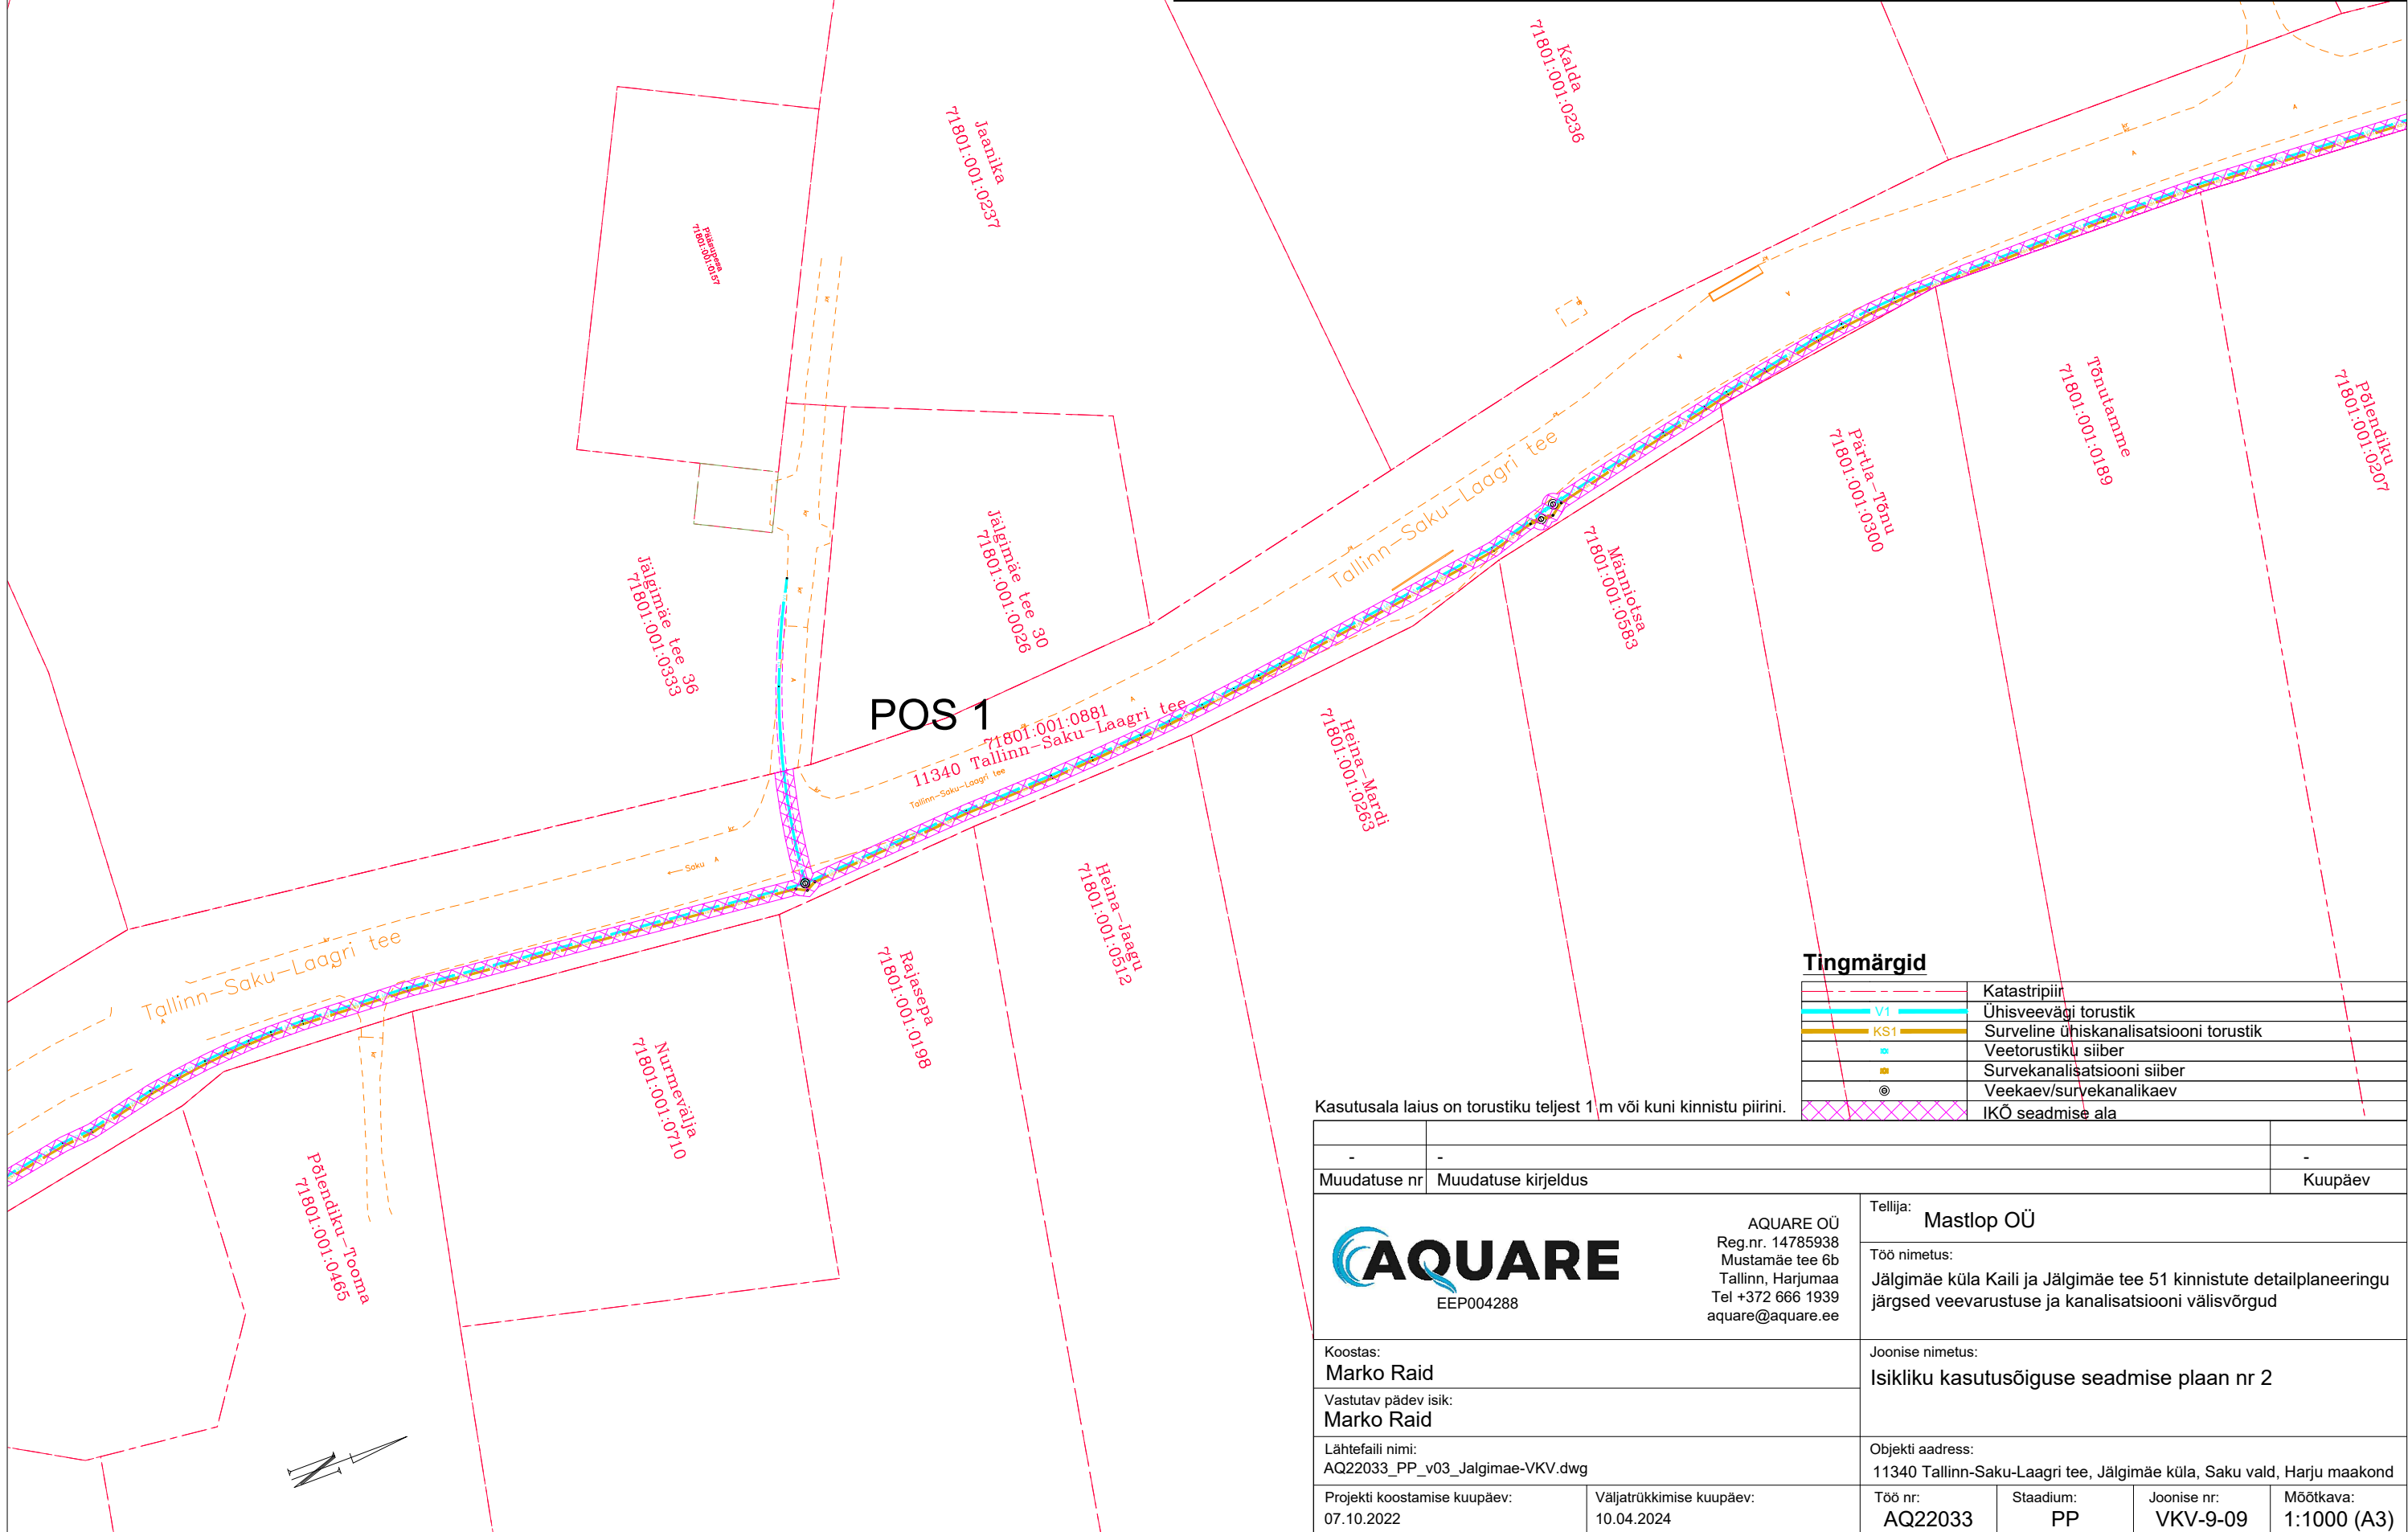 Kalda
71801:001:0236
Jaanika
71801:001:0237
Pääsupesa
71801:001:0157
Jälgimäe tee 30
71801:001:0026
Jälgimäe tee 36
71801:001:0333
Tallinn-Saku-Laagri tee
Põlendiku
71801:001:0207
Tõnutamme
71801:001:0189
Pärtla-Tõnu
71801:001:0300
Männiotsa
71801:001:0583
POS 1
71801:001:0881
11340 Tallinn-Saku-Laagri tee
Tallinn-Saku-Laagri tee
Heina-Mardi
71801:001:0263
Saku
Heina-Jaagu
71801:001:0512
Rajasepa
71801:001:0198
Tallinn-Saku-Laagri tee
Nurmevälja
71801:001:0710
Põlendiku-Tooma
71801:001:0465
N
Tingmärgid
Katastripiir
V1 Ühisveevägi torustik
KS1 Surveline ühiskanalisatsiooni torustik
Veetorustiku siiber
Survekanalisatsiooni siiber
Veekaev/survekanalikaev
IKÕ seadmise ala
Kasutusala laius on torustiku teljest 1 m või kuni kinnistu piirini.
- - -
Muudatuse nr Muudatuse kirjeldus Kuupäev
AQUARE
EEP004288
AQUARE OÜ
Reg.nr. 14785938
Mustamäe tee 6b
Tallinn, Harjumaa
Tel +372 666 1939
aquare@aquare.ee
Tellija:
Mastlop OÜ
Töö nimetus:
Jälgimäe küla Kaili ja Jälgimäe tee 51 kinnistute detailplaneeringu
järgsed veevarustuse ja kanalisatsiooni välisvõrgud
Koostas:
Marko Raid
Vastutav pädev isik:
Marko Raid
Joonise nimetus:
Isikliku kasutusõiguse seadmise plaan nr 2
Lähtefaili nimi:
AQ22033_PP_v03_Jalgimae-VKV.dwg
Objekti aadress:
11340 Tallinn-Saku-Laagri tee, Jälgimäe küla, Saku vald, Harju maakond
Projekti koostamise kuupäev:
07.10.2022
Väljatrükkimise kuupäev:
10.04.2024
Töö nr:
AQ22033
Staadium:
PP
Joonise nr:
VKV-9-09
Mõõtkava:
1:1000 (A3)